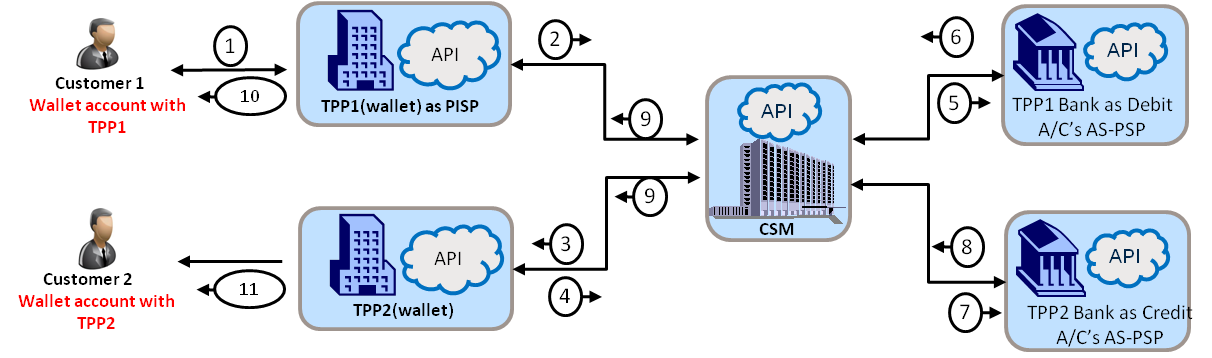 1
2
6
API
API
Customer 1
Wallet account with
TPP1
10
TPP1(wallet) as PISP
5
TPP1 Bank as Debit
A/C's AS-PSP
9
API
CSM
9
3
API
8
API
Customer 2
Wallet account with
TPP2
11
TPP2(wallet)
4
7
TPP2 Bank as Credit
A/C's AS-PSP